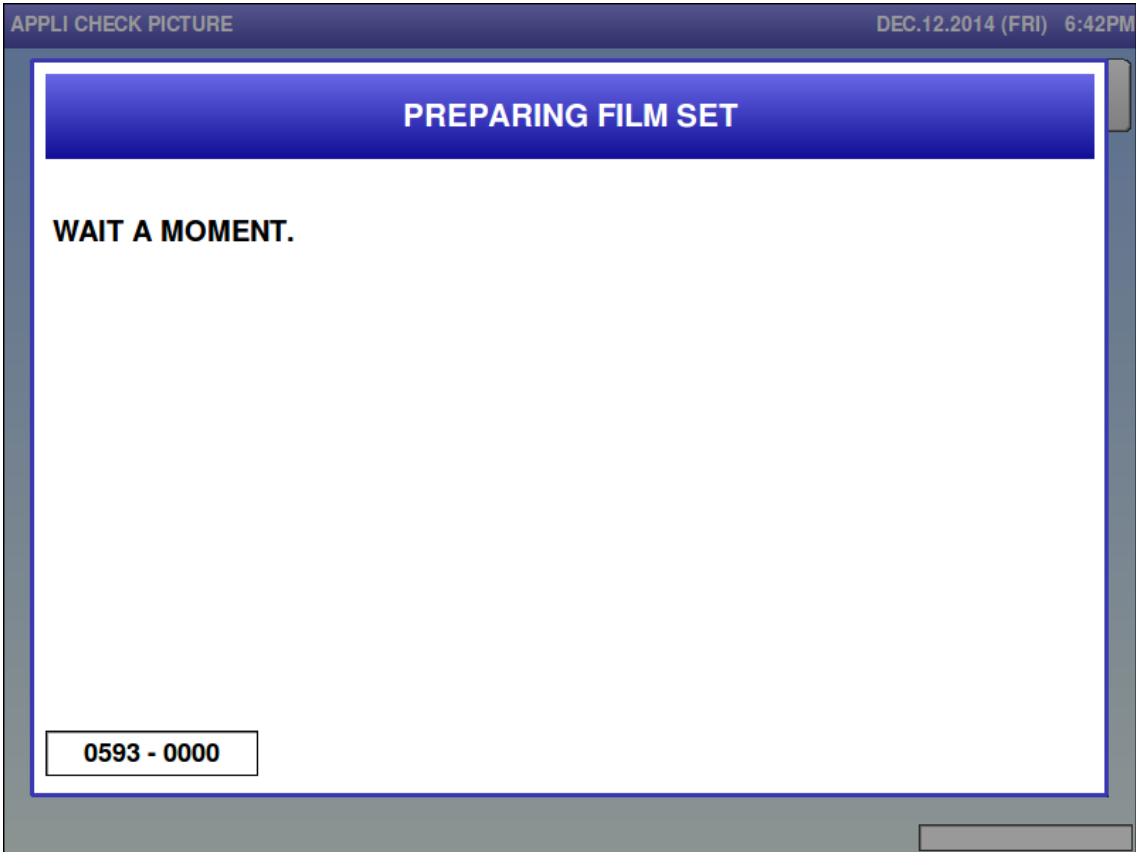 APPLI CHECK PICTURE DEC.12.2014 (FRI) 6:42PM
PREPARING FILM SET
WAIT A MOMENT.
0593 - 0000